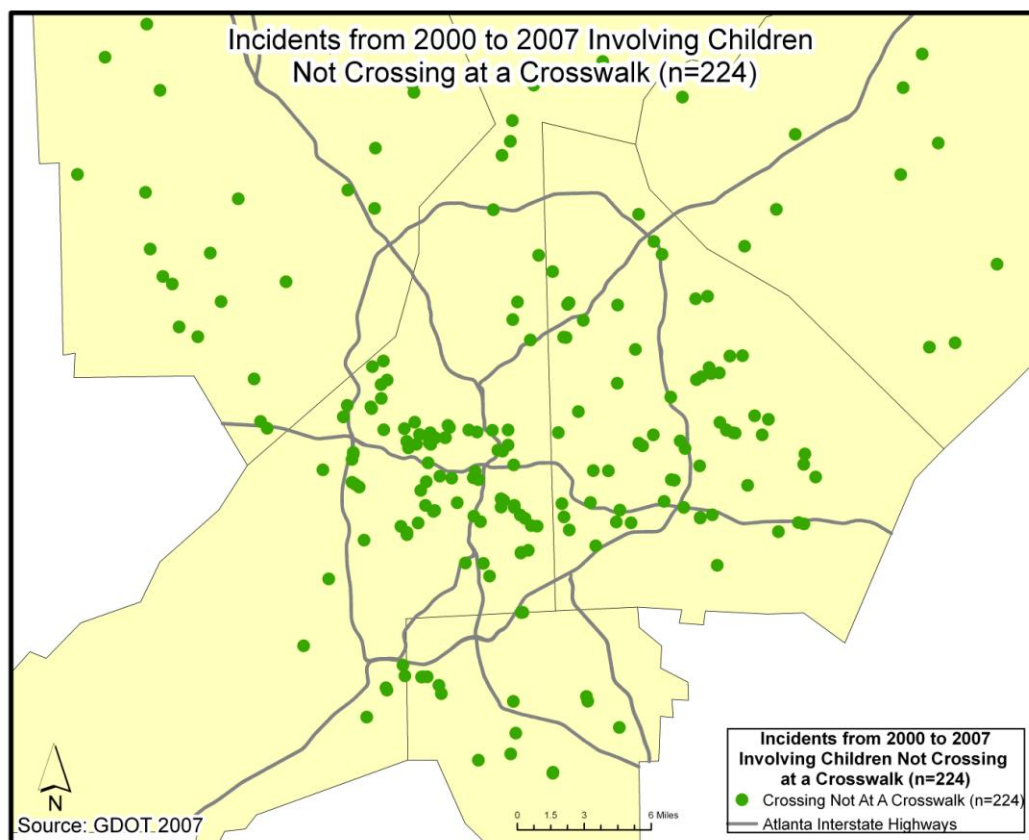 Incidents from 2000 to 2007 Involving Children
Not Crossing at a Crosswalk (n=224)
N
Source: GDOT 2007
0 1.5 3 6 Miles
Incidents from 2000 to 2007
Involving Children Not Crossing
at a Crosswalk (n=224)
Crossing Not At A Crosswalk (n=224)
Atlanta Interstate Highways